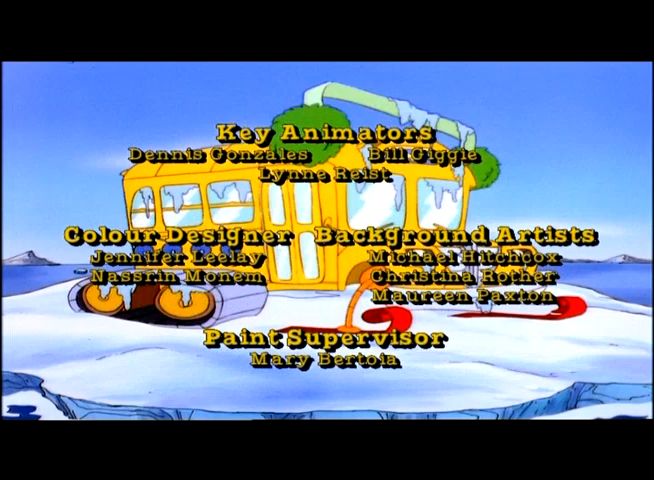 Key Animators
Dennis Gonzales Bill Giggie
Lynne Reist
Colour Designer Background Artists
Jennifer Leelay Michael Hitchcox
Nassrin Monem Christina Rother
Maureen Paxton
Paint Supervisor
Mary Bertoia